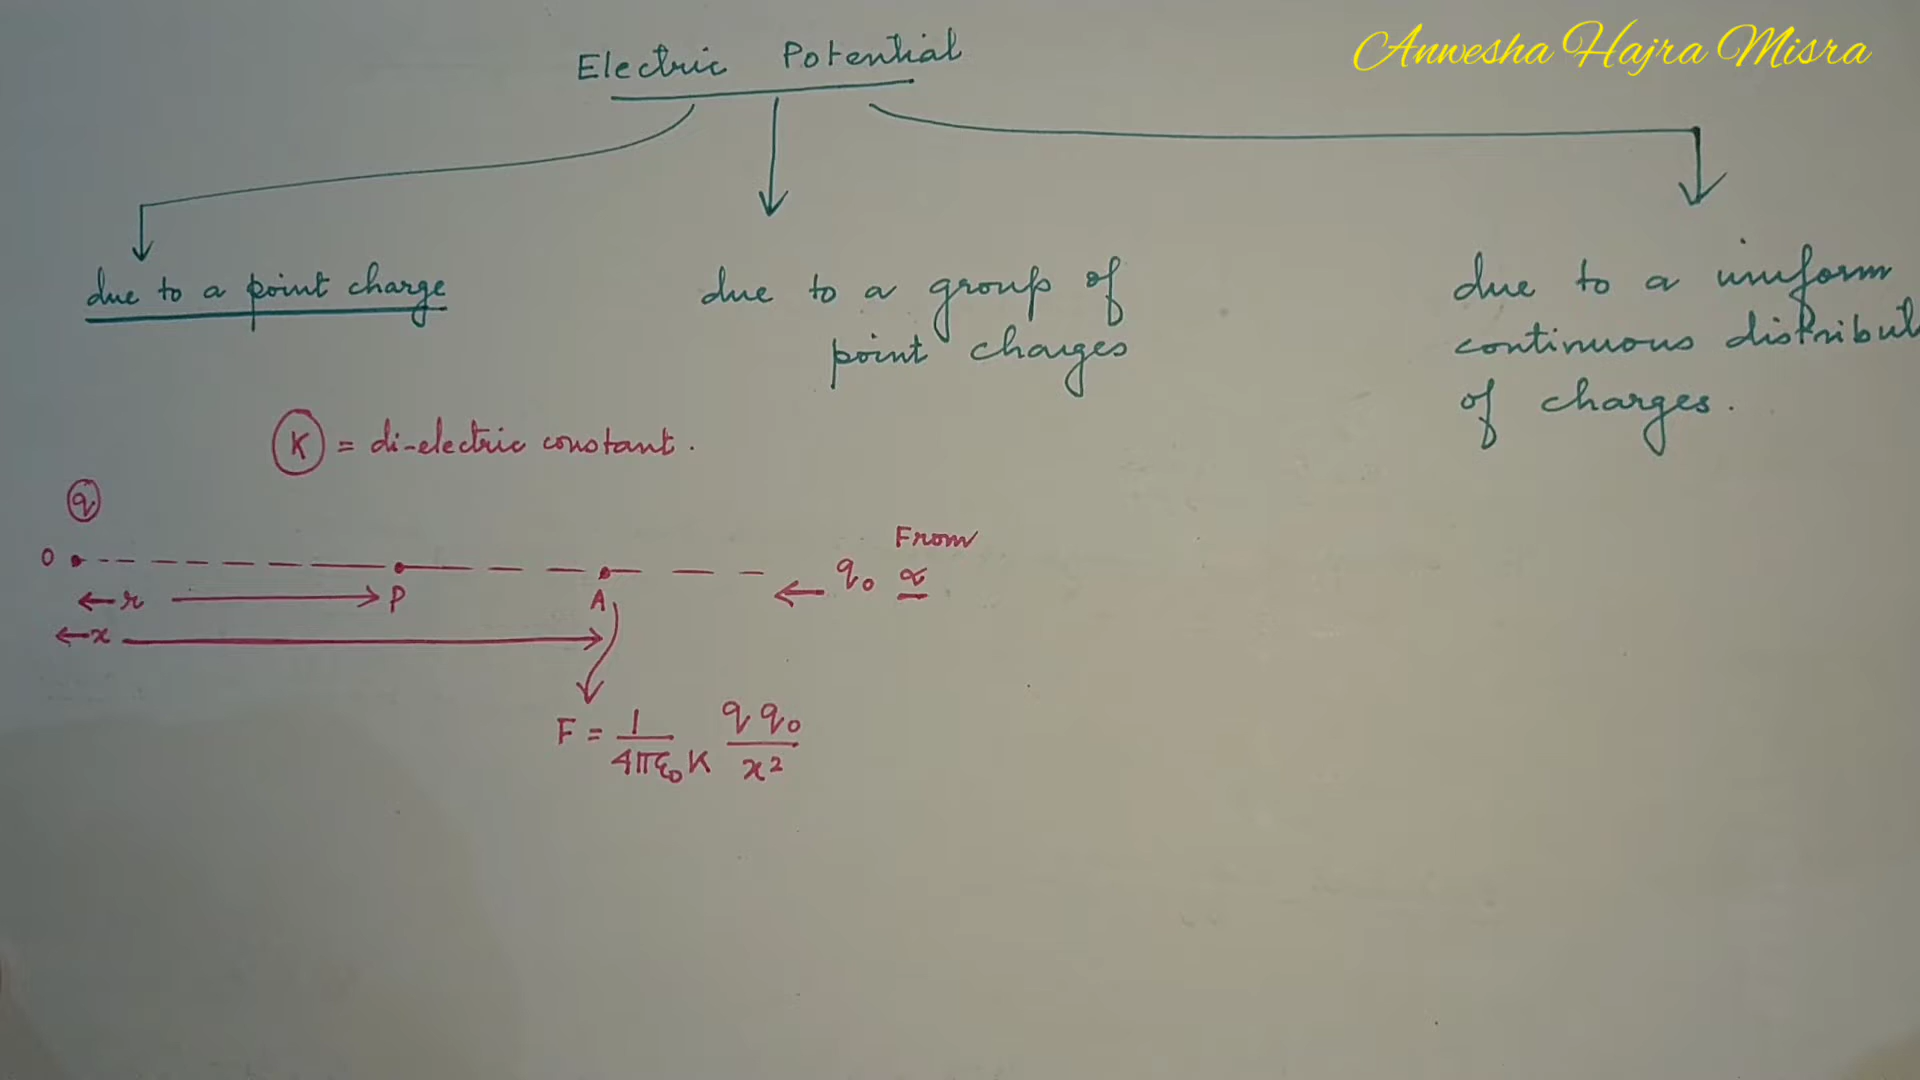 Anwesha Hajra Misra
Electric Potential
due to a point charge
due to a group of
point charges
due to a uniform
continuous distribut
of charges.
K = di-electric constant.
q
From
O P A ← q₀ ∝
← r → P
← x →
F = 1/4πε₀K qq₀/x²